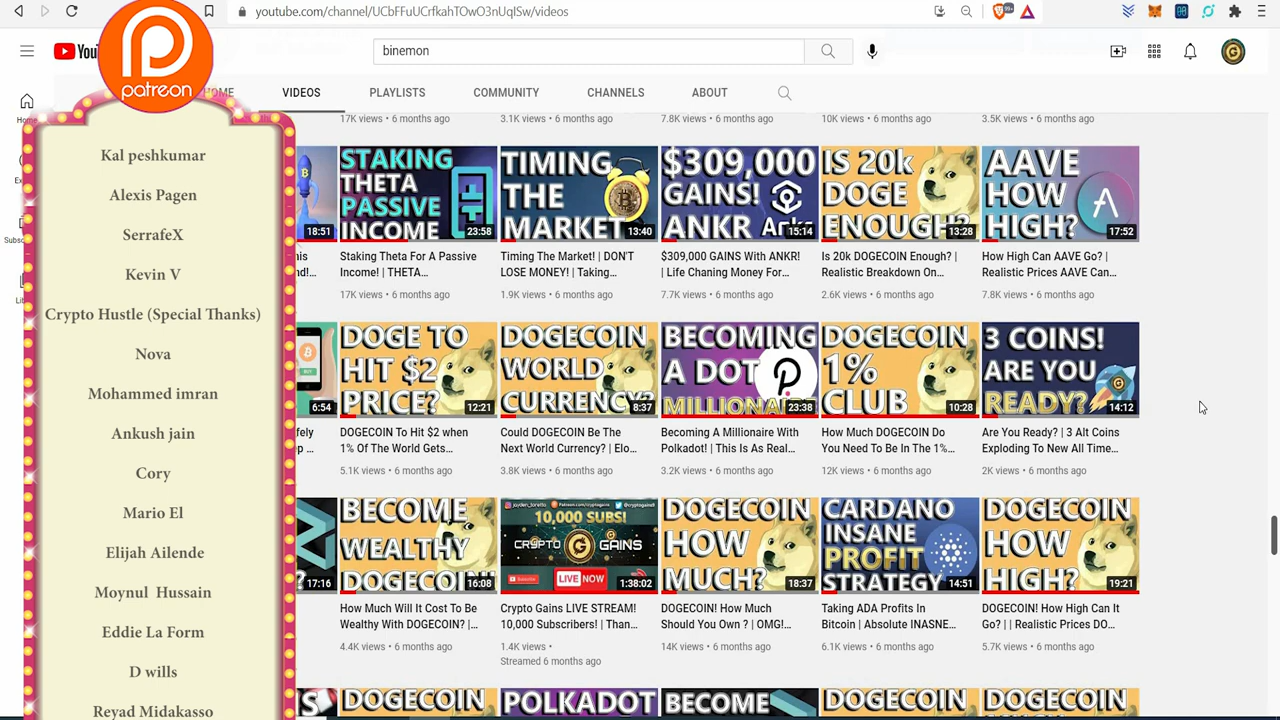 youtube.com/channel/UCbFFuUCrfkahTOwO3nUqISw/videos
99+
patreon
You
binemon
HOME
VIDEOS
PLAYLISTS
COMMUNITY
CHANNELS
ABOUT
Home
17K views • 6 months ago
3.1K views • 6 months ago
7.8K views • 6 months ago
10K views • 6 months ago
3.5K views • 6 months ago
Kal peshkumar
Alexis Pagen
SerrafeX
Kevin V
Crypto Hustle (Special Thanks)
Nova
Mohammed imran
Ankush jain
Cory
Mario El
Elijah Ailende
Moynul Hussain
Eddie La Form
D wills
Reyad Midakasso
18:51
STAKING
THETA
PASSIVE
INCOME
23:58
TIMING
THE
MARKET
13:40
$309,000
GAINS!
ANKR
15:14
IS 20k
DOGE
ENOUGH?
13:28
AAVE
HOW
HIGH?
17:52
Staking Theta For A Passive
Income! | THETA...
17K views • 6 months ago
Timing The Market! | DON'T
LOSE MONEY! | Taking...
1.9K views • 6 months ago
$309,000 GAINS With ANKR!
| Life Chaning Money For...
7.7K views • 6 months ago
Is 20k DOGECOIN Enough? |
Realistic Breakdown On...
2.6K views • 6 months ago
How High Can AAVE Go? |
Realistic Prices AAVE Can...
7.8K views • 6 months ago
6:54
DOGE TO
HIT $2
PRICE?
12:21
DOGECOIN
WORLD
CURRENCY?
8:37
BECOMING
A DOT
MILLIONAIRE
23:38
DOGECOIN
1%
CLUB
10:28
3 COINS!
ARE YOU
READY?
14:12
DOGECOIN To Hit $2 when
1% Of The World Gets...
5.1K views • 6 months ago
Could DOGECOIN Be The
Next World Currency? | Elo...
3.8K views • 6 months ago
Becoming A Millionaire With
Polkadot! | This Is As Real...
3.2K views • 6 months ago
How Much DOGECOIN Do
You Need To Be In The 1%...
12K views • 6 months ago
Are You Ready? | 3 Alt Coins
Exploding To New All Time...
2K views • 6 months ago
17:16
BECOME
WEALTHY
DOGECOIN
16:08
10,000 SUBS!
CRYPTO GAINS
LIVE NOW
1:38:02
DOGECOIN
HOW
MUCH?
18:37
CARDANO
INSANE
PROFIT
STRATEGY
14:51
DOGECOIN
HOW
HIGH?
19:21
How Much Will It Cost To Be
Wealthy With DOGECOIN? |...
4.4K views • 6 months ago
Crypto Gains LIVE STREAM!
10,000 Subscribers! | Than...
1.4K views •
Streamed 6 months ago
DOGECOIN! How Much
Should You Own ? | OMG!...
14K views • 6 months ago
Taking ADA Profits In
Bitcoin | Absolute INASNE...
6.1K views • 6 months ago
DOGECOIN! How High Can It
Go? | | Realistic Prices DO...
5.7K views • 6 months ago
DOGECOIN
POLKADOT
BECOME
DOGECOIN
DOGECOIN